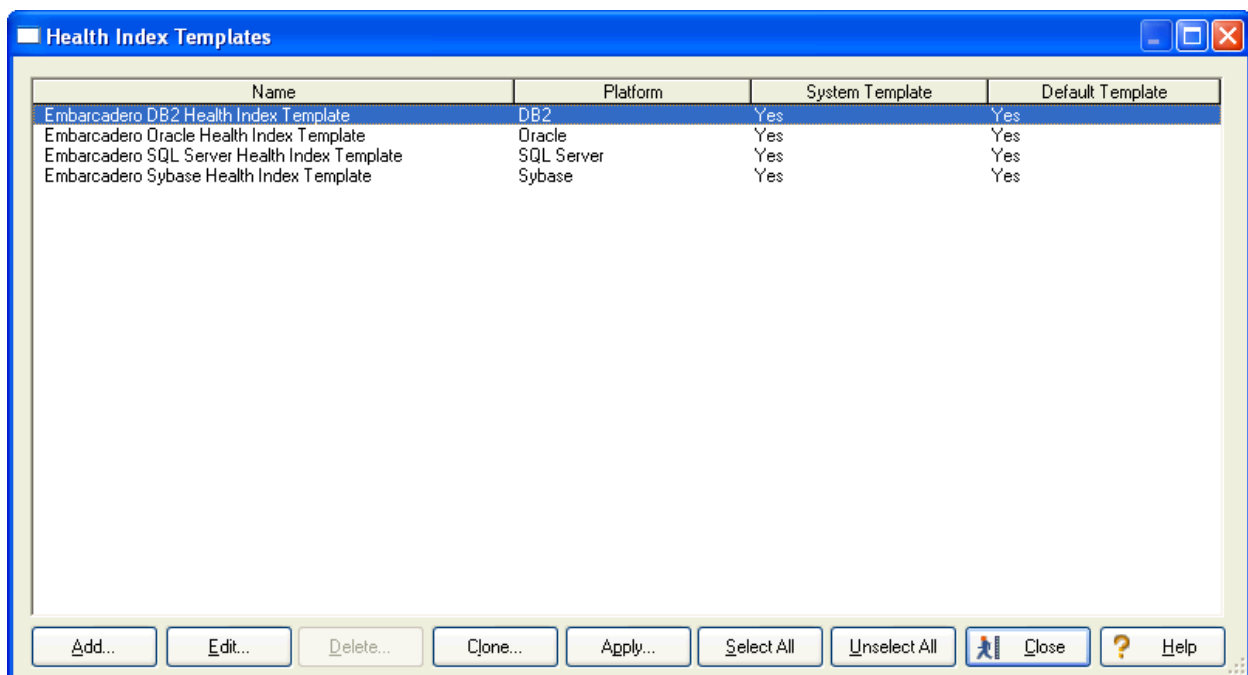 Health Index Templates
Name Platform System Template Default Template
Embarcadero DB2 Health Index Template DB2 Yes Yes
Embarcadero Oracle Health Index Template Oracle Yes Yes
Embarcadero SQL Server Health Index Template SQL Server Yes Yes
Embarcadero Sybase Health Index Template Sybase Yes Yes
Add... Edit... Delete... Clone... Apply... Select All Unselect All Close ? Help